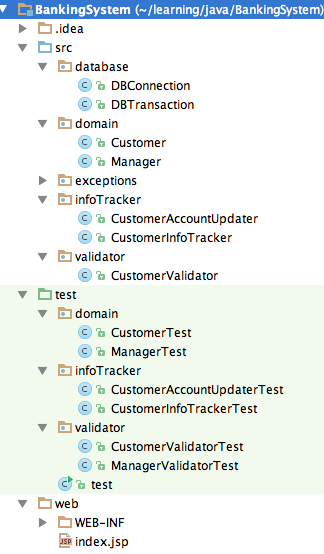 BankingSystem (~/learning/java/BankingSystem)
.idea
src
database
C DBConnection
C DBTransaction
domain
C Customer
C Manager
exceptions
infoTracker
C CustomerAccountUpdater
C CustomerInfoTracker
validator
C CustomerValidator
test
domain
C CustomerTest
C ManagerTest
infoTracker
C CustomerAccountUpdaterTest
C CustomerInfoTrackerTest
validator
C CustomerValidatorTest
C ManagerValidatorTest
C test
web
WEB-INF
JSP index.jsp